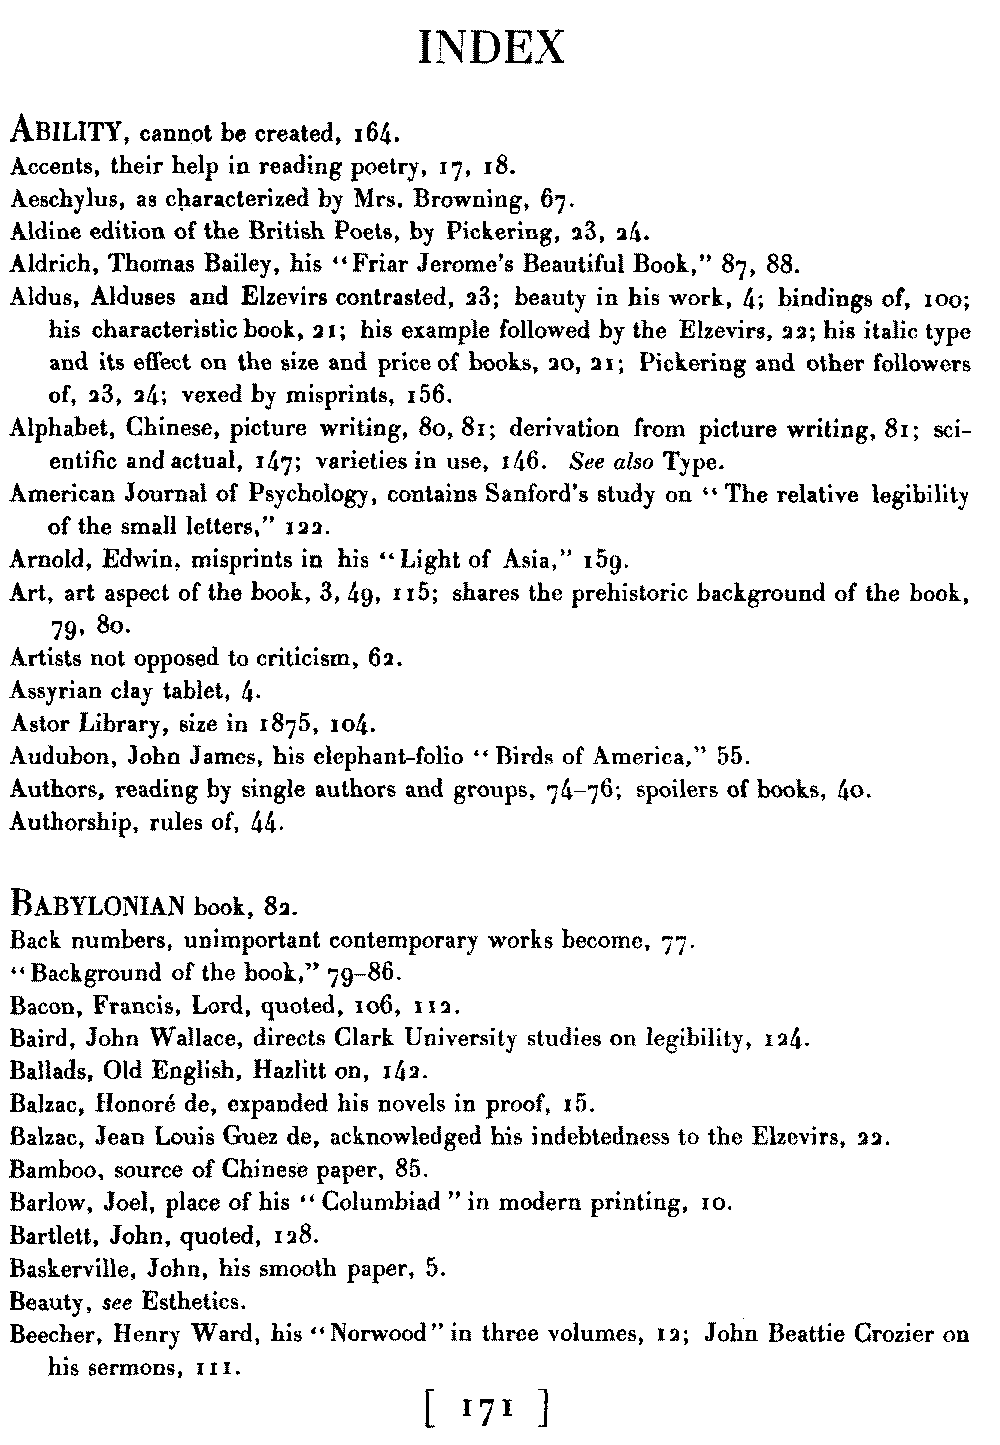 INDEX
ABILITY, cannot be created, 164.
Accents, their help in reading poetry, 17, 18.
Aeschylus, as characterized by Mrs. Browning, 67.
Aldine edition of the British Poets, by Pickering, 23, 24.
Aldrich, Thomas Bailey, his "Friar Jerome's Beautiful Book," 87, 88.
Aldus, Alduses and Elzevirs contrasted, 23; beauty in his work, 4; bindings of, 100;
his characteristic book, 21; his example followed by the Elzevirs, 22; his italic type
and its effect on the size and price of books, 20, 21; Pickering and other followers
of, 23, 24; vexed by misprints, 156.
Alphabet, Chinese, picture writing, 80, 81; derivation from picture writing, 81; sci-
entific and actual, 147; varieties in use, 146. See also Type.
American Journal of Psychology, contains Sanford's study on "The relative legibility
of the small letters," 122.
Arnold, Edwin, misprints in his "Light of Asia," 159.
Art, art aspect of the book, 3, 49, 115; shares the prehistoric background of the book,
79, 80.
Artists not opposed to criticism, 62.
Assyrian clay tablet, 4.
Astor Library, size in 1875, 104.
Audubon, John James, his elephant-folio "Birds of America," 55.
Authors, reading by single authors and groups, 74–76; spoilers of books, 40.
Authorship, rules of, 44.
BABYLONIAN book, 82.
Back numbers, unimportant contemporary works become, 77.
"Background of the book," 79–86.
Bacon, Francis, Lord, quoted, 106, 112.
Baird, John Wallace, directs Clark University studies on legibility, 124.
Ballads, Old English, Hazlitt on, 142.
Balzac, Honoré de, expanded his novels in proof, 15.
Balzac, Jean Louis Guez de, acknowledged his indebtedness to the Elzevirs, 22.
Bamboo, source of Chinese paper, 85.
Barlow, Joel, place of his "Columbiad" in modern printing, 10.
Bartlett, John, quoted, 128.
Baskerville, John, his smooth paper, 5.
Beauty, see Esthetics.
Beecher, Henry Ward, his "Norwood" in three volumes, 12; John Beattie Crozier on
his sermons, 111.
[ 171 ]